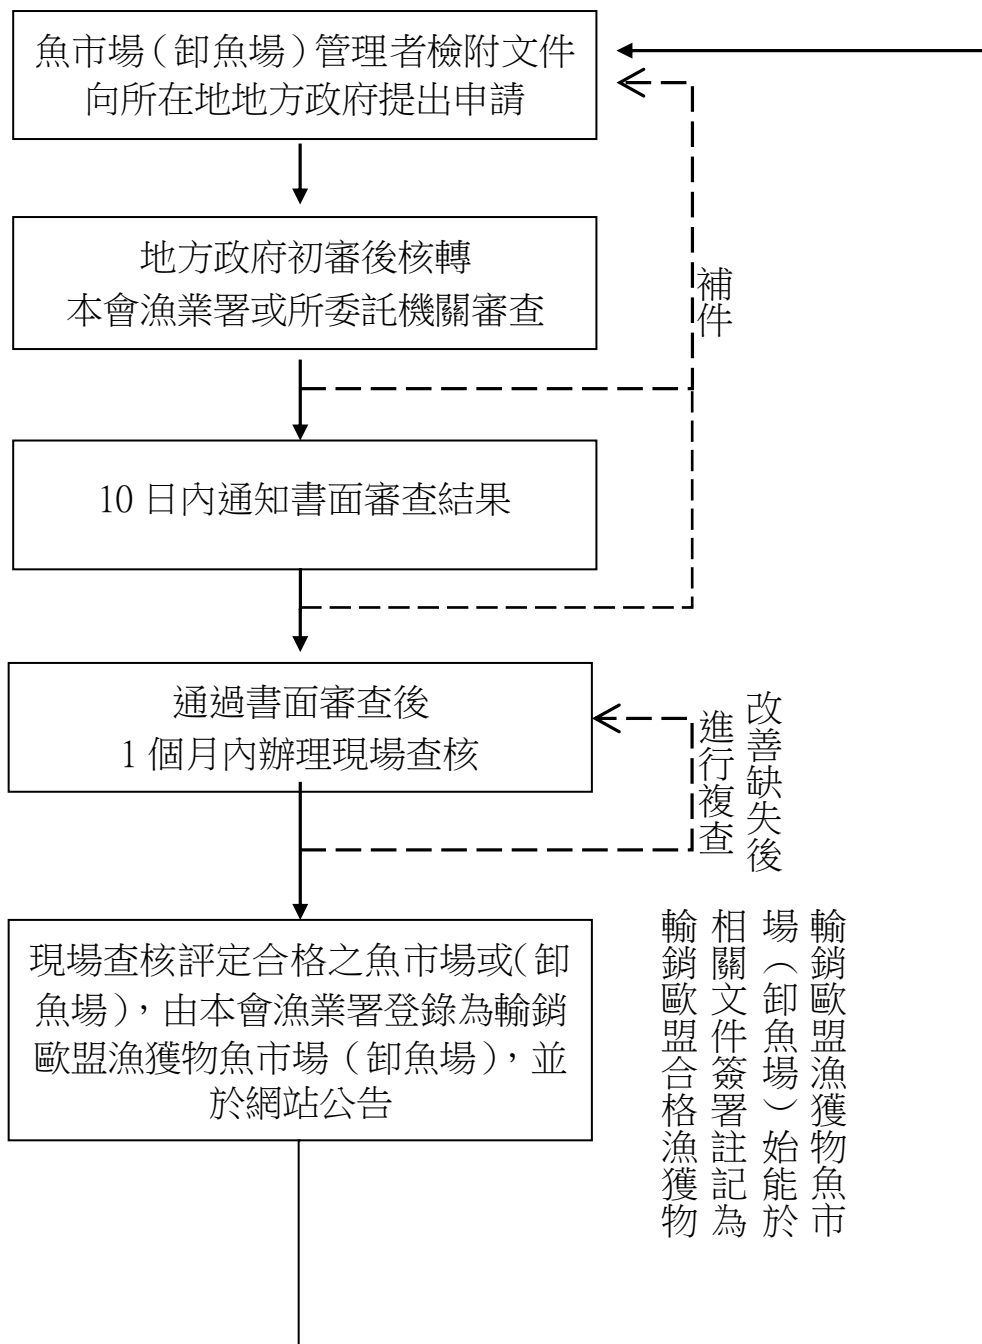 魚市場(卸魚場)管理者檢附文件
向所在地地方政府提出申請
地方政府初審後核轉
本會漁業署或所委託機關審查
補件
10 日內通知書面審查結果
通過書面審查後
1 個月內辦理現場查核
改善缺失後
進行複查
現場查核評定合格之魚市場或(卸
魚場),由本會漁業署登錄為輸銷
歐盟漁獲物魚市場(卸魚場),並
於網站公告
輸銷歐盟漁獲物魚市
場(卸魚場)始能於
相關文件簽署註記為
輸銷歐盟合格漁獲物